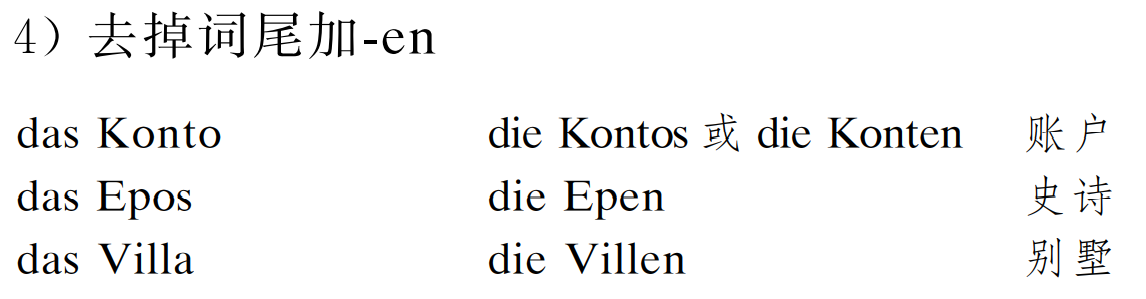 4）去掉词尾加-en
das Konto die Kontos 或 die Konten 账户
das Epos die Epen 史诗
das Villa die Villen 别墅